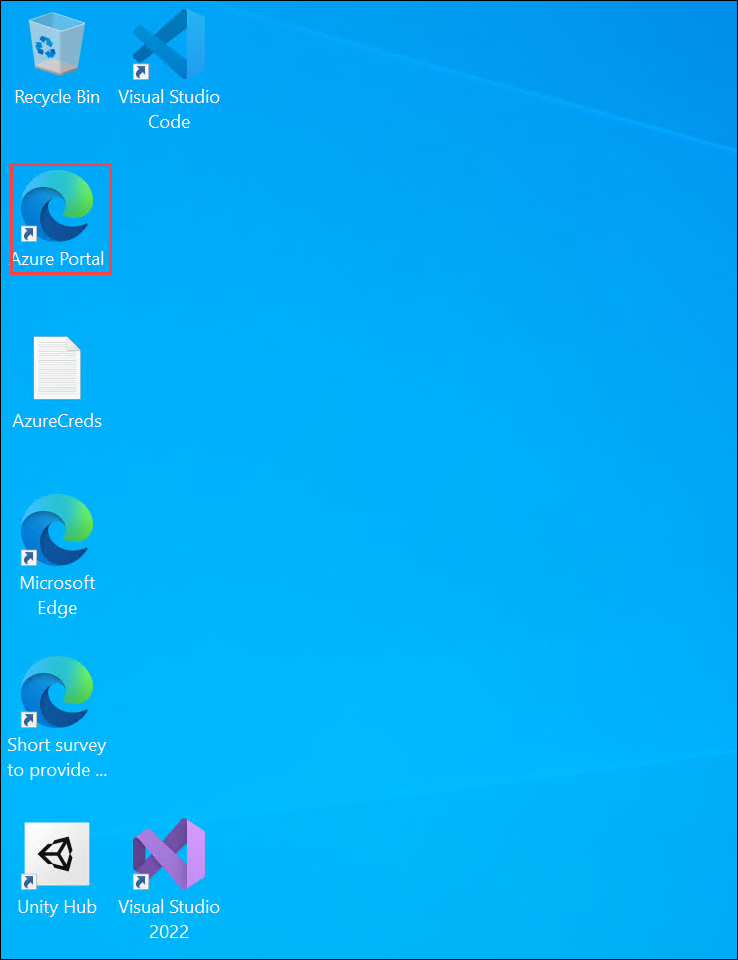 Recycle Bin
Visual Studio
Code
Azure Portal
AzureCreds
Microsoft
Edge
Short survey
to provide ...
Unity Hub
Visual Studio
2022